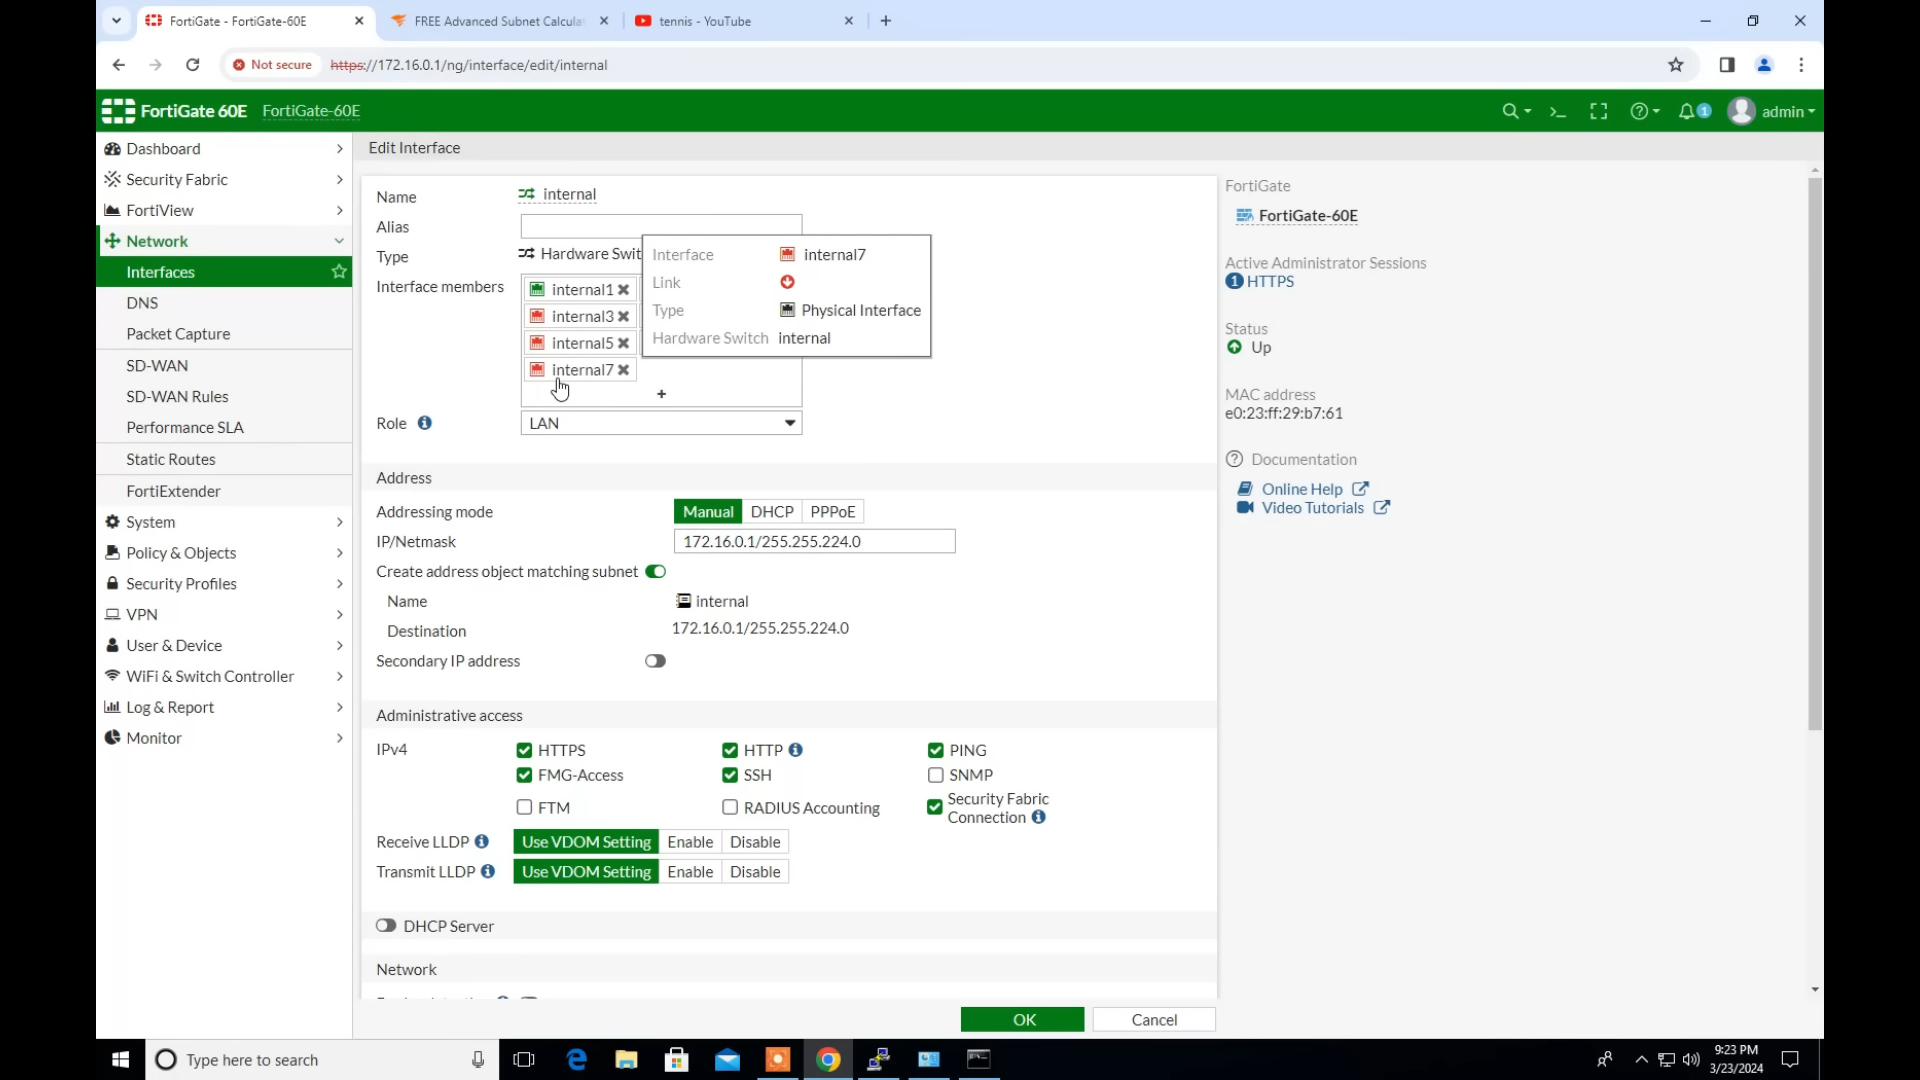 FortiGate - FortiGate-60E
FREE Advanced Subnet Calcula
tennis - YouTube
Not secure https://172.16.0.1/ng/interface/edit/internal
FortiGate 60E FortiGate-60E
1 admin
Dashboard
Security Fabric
FortiView
Network
Interfaces
DNS
Packet Capture
SD-WAN
SD-WAN Rules
Performance SLA
Static Routes
FortiExtender
System
Policy & Objects
Security Profiles
VPN
User & Device
WiFi & Switch Controller
Log & Report
Monitor
Edit Interface
Name internal
Alias
Type Hardware Swit
Interface members internal1
internal3
internal5
internal7
Interface internal7
Link
Type Physical Interface
Hardware Switch internal
Role LAN
Address
Addressing mode Manual DHCP PPPoE
IP/Netmask 172.16.0.1/255.255.224.0
Create address object matching subnet
Name internal
Destination 172.16.0.1/255.255.224.0
Secondary IP address
Administrative access
IPv4 HTTPS HTTP PING
FMG-Access SSH SNMP
FTM RADIUS Accounting Security Fabric
Connection
Receive LLDP Use VDOM Setting Enable Disable
Transmit LLDP Use VDOM Setting Enable Disable
DHCP Server
Network
OK Cancel
FortiGate
FortiGate-60E
Active Administrator Sessions
1 HTTPS
Status
Up
MAC address
e0:23:ff:29:b7:61
Documentation
Online Help
Video Tutorials
Type here to search
9:23 PM
3/23/2024